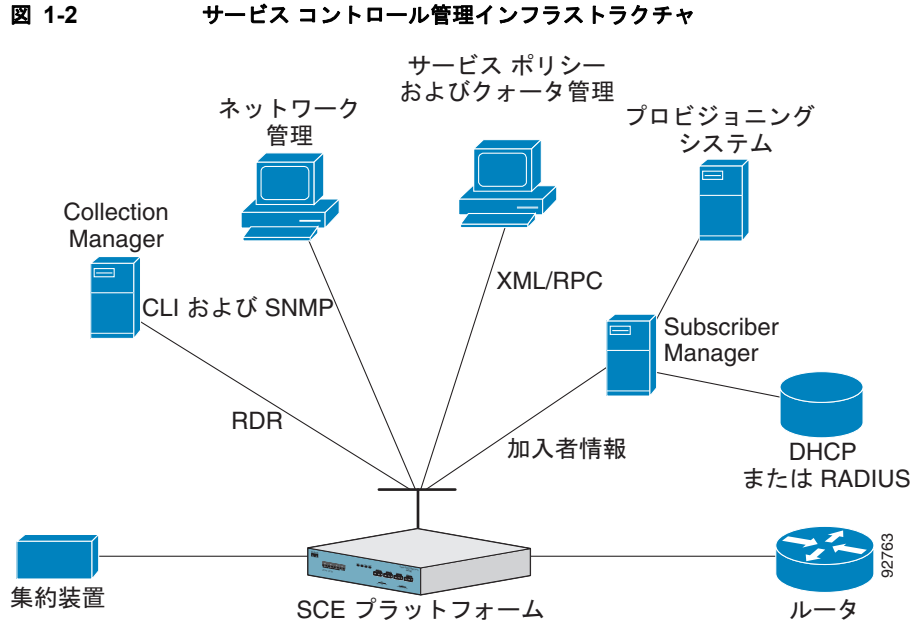 図 1-2 サービス コントロール管理インフラストラクチャ
サービス ポリシー
およびクォータ管理
ネットワーク
管理
プロビジョニング
システム
Collection
Manager
XML/RPC
CLI および SNMP
Subscriber
Manager
RDR
加入者情報
DHCP
または RADIUS
92763
集約装置
SCE プラットフォーム
ルータ